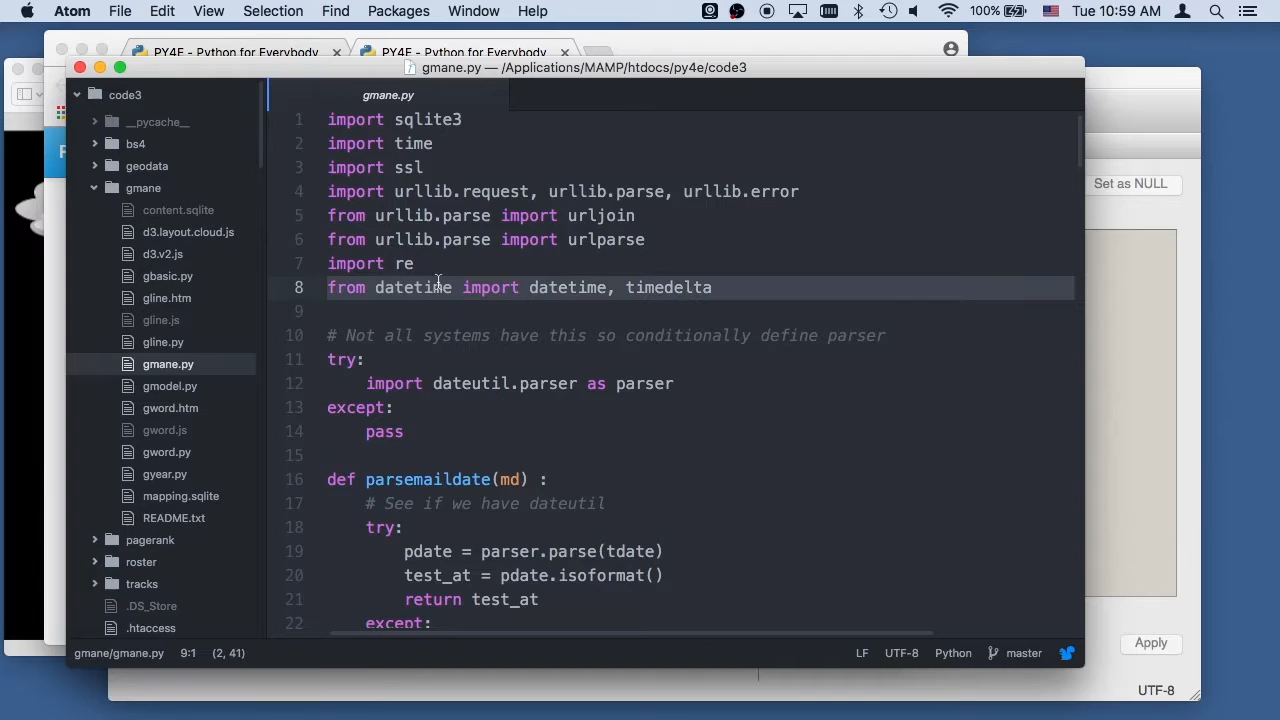 Atom File Edit View Selection Find Packages Window Help 100% Tue 10:59 AM
PY4E - Python for Everybody
PY4E - Python for Everybody
gmane.py — /Applications/MAMP/htdocs/py4e/code3
code3
__pycache__
bs4
geodata
gmane
content.sqlite
d3.layout.cloud.js
d3.v2.js
gbasic.py
gline.htm
gline.js
gline.py
gmane.py
gmodel.py
gword.htm
gword.js
gword.py
gyear.py
mapping.sqlite
README.txt
pagerank
roster
tracks
.DS_Store
.htaccess
gmane.py
1 import sqlite3
2 import time
3 import ssl
4 import urllib.request, urllib.parse, urllib.error
5 from urllib.parse import urljoin
6 from urllib.parse import urlparse
7 import re
8 from datetime import datetime, timedelta
9
10 # Not all systems have this so conditionally define parser
11 try:
12 import dateutil.parser as parser
13 except:
14 pass
15
16 def parsemaildate(md) :
17 # See if we have dateutil
18 try:
19 pdate = parser.parse(tdate)
20 test_at = pdate.isoformat()
21 return test_at
22 except:
gmane/gmane.py 9:1 (2, 41) LF UTF-8 Python master
Set as NULL
Apply
UTF-8